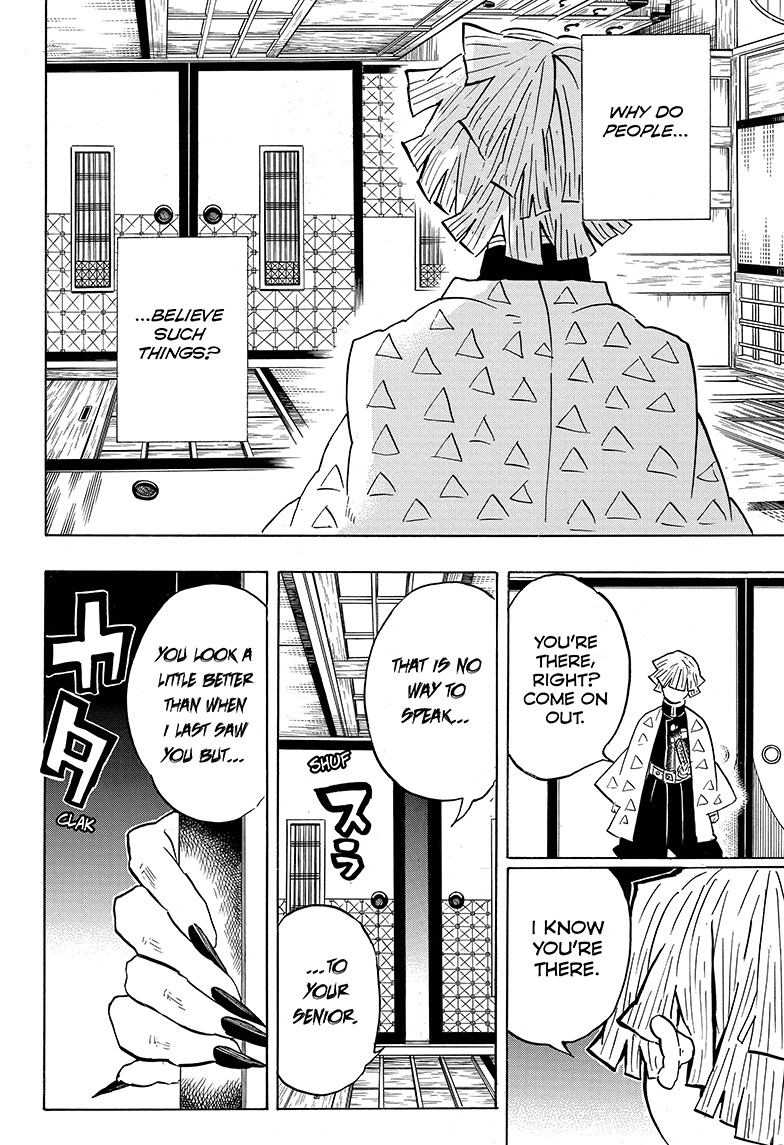 WHY DO
PEOPLE...
...BELIEVE
SUCH
THINGS?
YOU'RE
THERE,
RIGHT?
COME ON
OUT.
I KNOW
YOU'RE
THERE.
THAT IS NO
WAY TO
SPEAK...
SHUF
スゥ
...TO
YOUR
SENIOR.
YOU LOOK A
LITTLE BETTER
THAN WHEN
I LAST SAW
YOU BUT...
カタ
CLAK